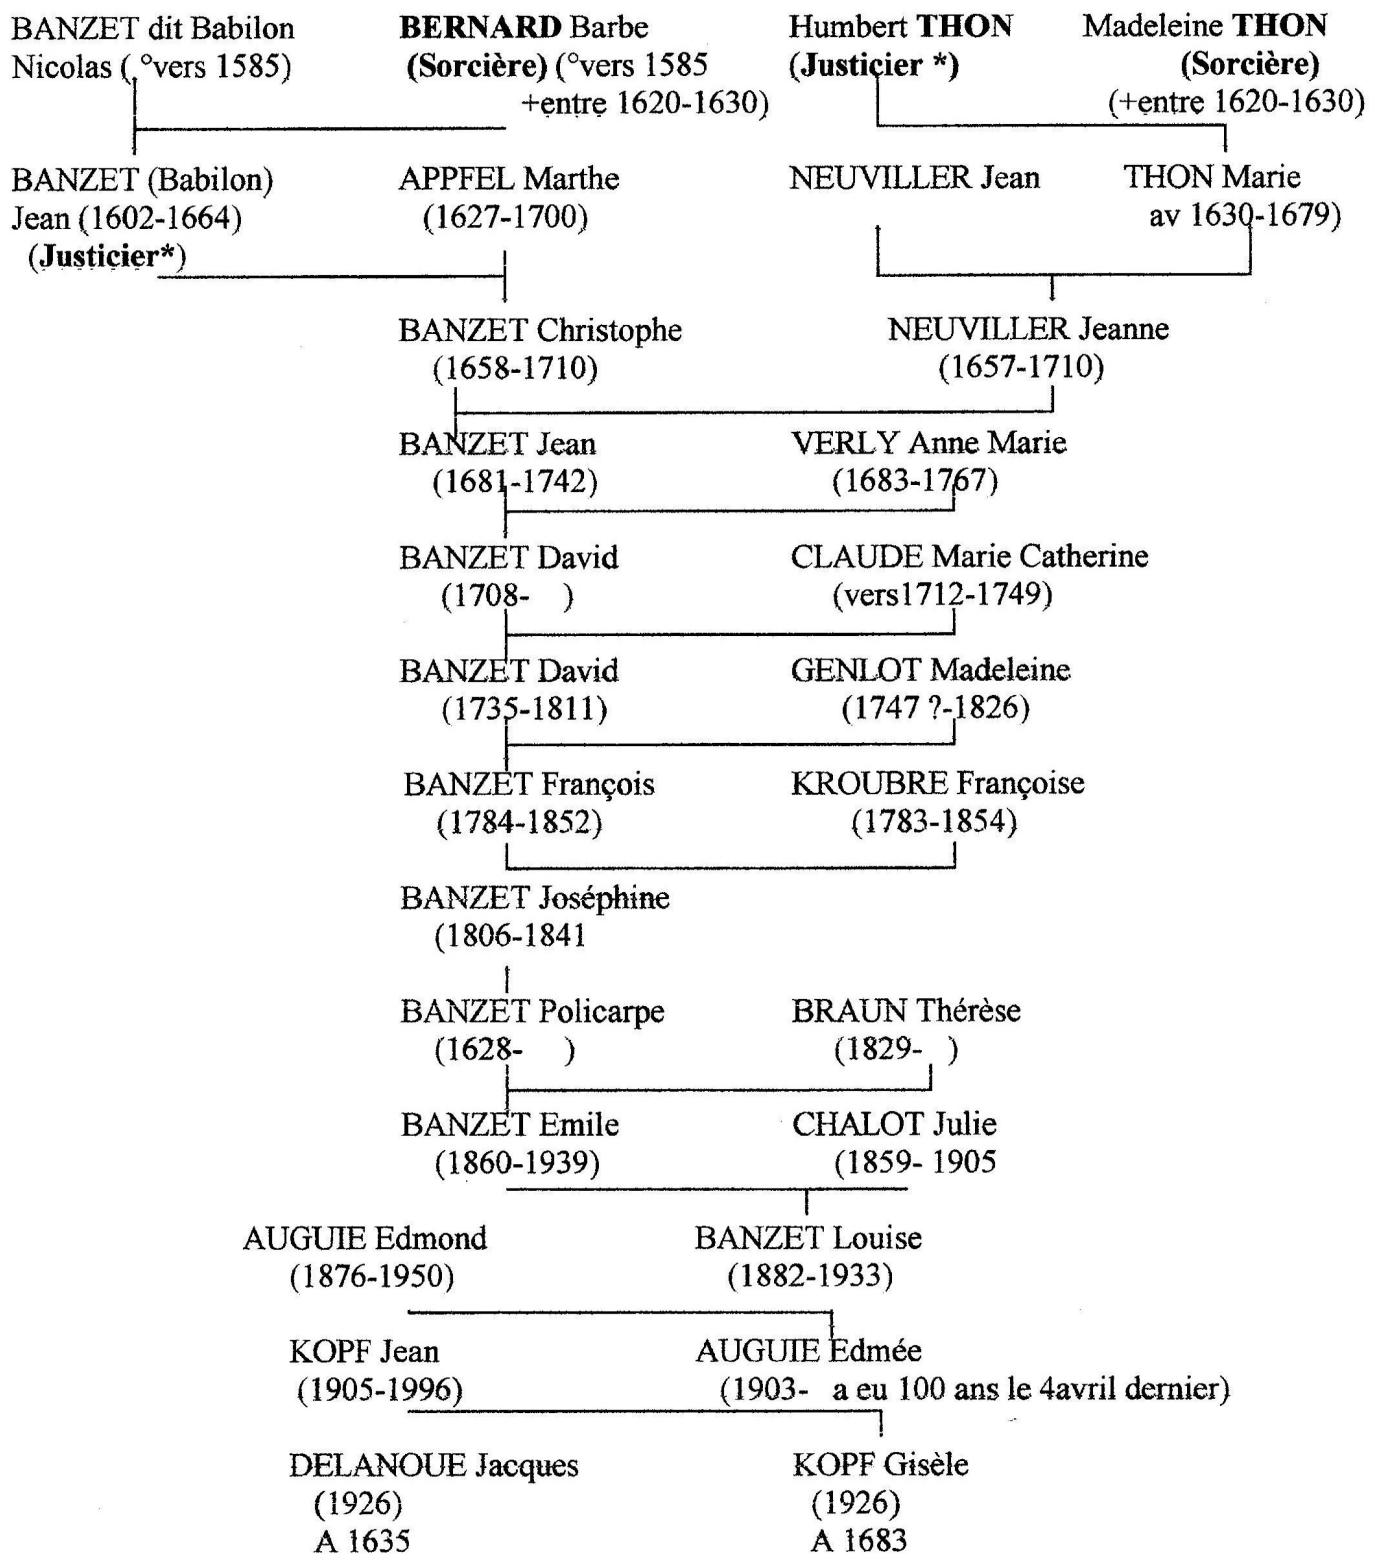 BANZET dit Babilon BERNARD Barbe Humbert THON Madeleine THON
Nicolas ( °vers 1585) (Sorcière) (°vers 1585 (Justicier *) (Sorcière)
+entre 1620-1630) (+entre 1620-1630)
BANZET (Babilon) APPFEL Marthe NEUVILLER Jean THON Marie
Jean (1602-1664) (1627-1700) av 1630-1679)
(Justicier*)
BANZET Christophe NEUVILLER Jeanne
(1658-1710) (1657-1710)
BANZET Jean VERLY Anne Marie
(1681-1742) (1683-1767)
BANZET David CLAUDE Marie Catherine
(1708- ) (vers1712-1749)
BANZET David GENLOT Madeleine
(1735-1811) (1747 ?-1826)
BANZET François KROUBRE Françoise
(1784-1852) (1783-1854)
BANZET Joséphine
(1806-1841
BANZET Policarpe BRAUN Thérèse
(1628- ) (1829- )
BANZET Emile CHALOT Julie
(1860-1939) (1859- 1905
AUGUIE Edmond BANZET Louise
(1876-1950) (1882-1933)
KOPF Jean AUGUIE Edmée
(1905-1996) (1903- a eu 100 ans le 4avril dernier)
DELANOUE Jacques KOPF Gisèle
(1926) (1926)
A 1635 A 1683